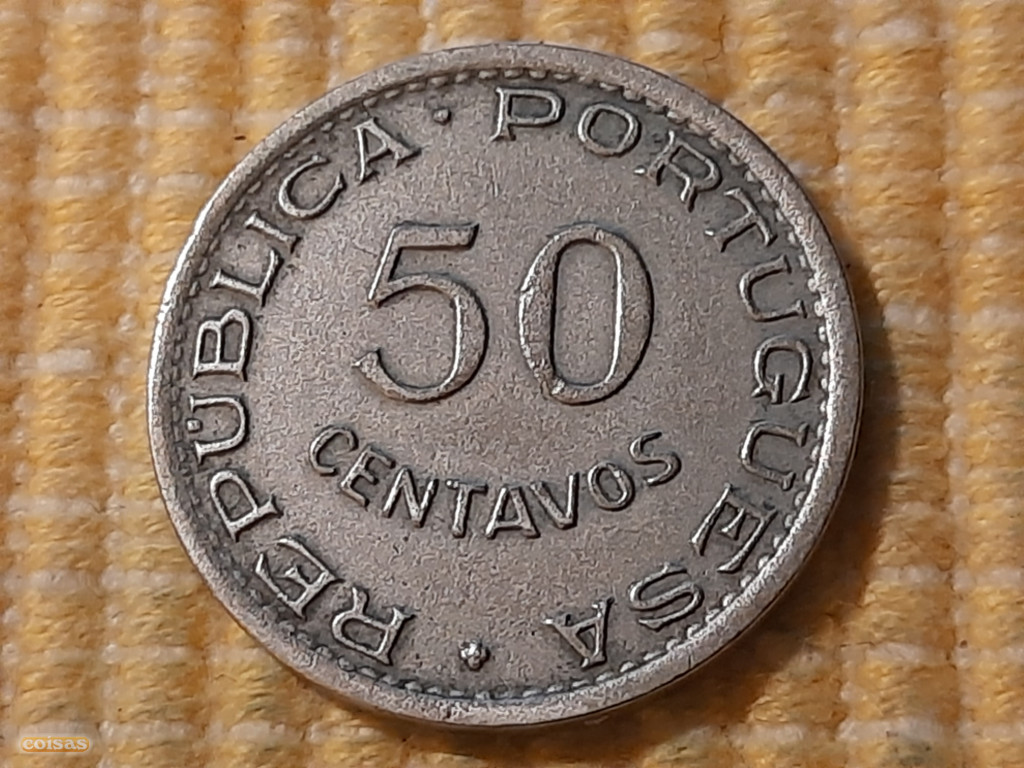 REPÚBLICA · PORTUGUESA ·
50
CENTAVOS
coisas